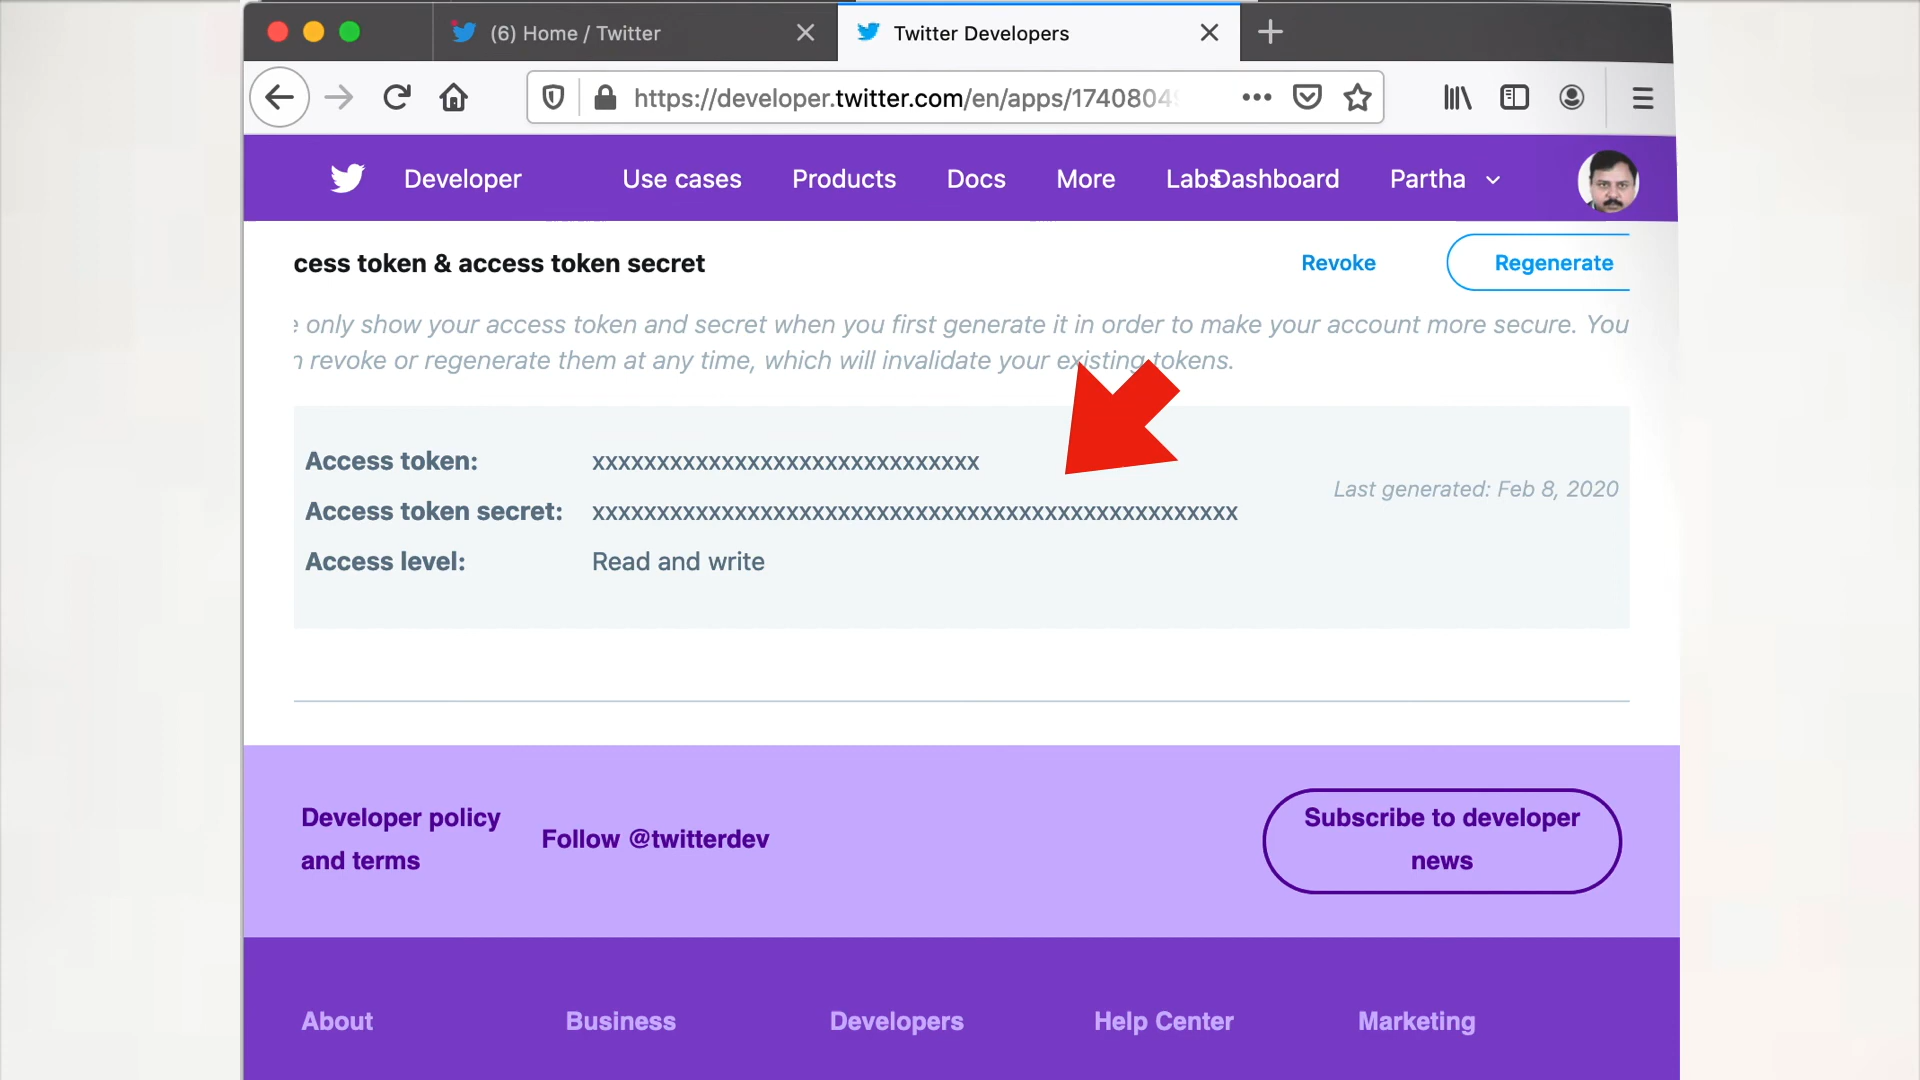 (6) Home / Twitter
Twitter Developers
https://developer.twitter.com/en/apps/1740804
Developer Use cases Products Docs More Labs Dashboard Partha
cess token & access token secret Revoke Regenerate
e only show your access token and secret when you first generate it in order to make your account more secure. You
n revoke or regenerate them at any time, which will invalidate your existing tokens.
Access token: xxxxxxxxxxxxxxxxxxxxxxxxxxxxxx
Last generated: Feb 8, 2020
Access token secret: xxxxxxxxxxxxxxxxxxxxxxxxxxxxxxxxxxxxxxxxxxxxxxxxxx
Access level: Read and write
Developer policy
and terms
Follow @twitterdev
Subscribe to developer
news
About Business Developers Help Center Marketing